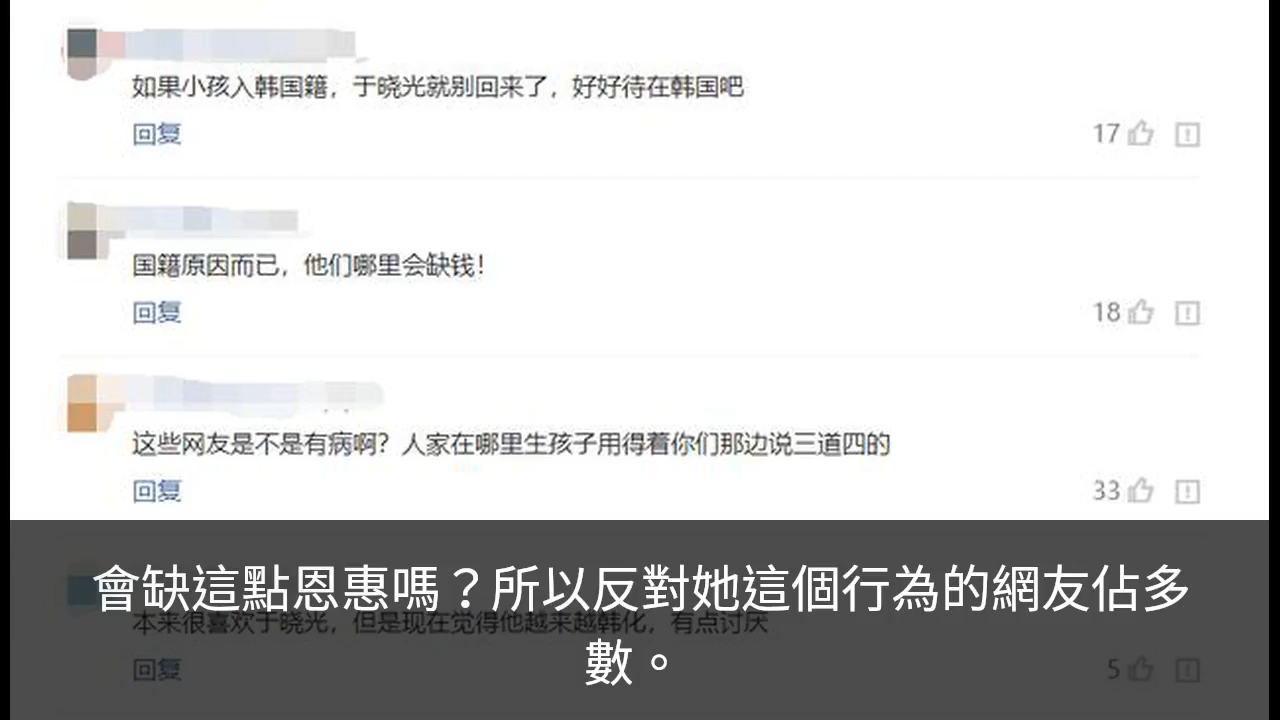 如果小孩入韩国籍，于晓光就别回来了，好好待在韩国吧
回复
17
国籍原因而已，他们哪里会缺钱！
回复
18
这些网友是不是有病啊？人家在哪里生孩子用得着你们那边说三道四的
回复
33
會缺這點恩惠嗎？所以反對她這個行為的網友佔多
數。
本来很喜欢于晓光，但是现在觉得他越来越韩化，有点讨厌
回复
5